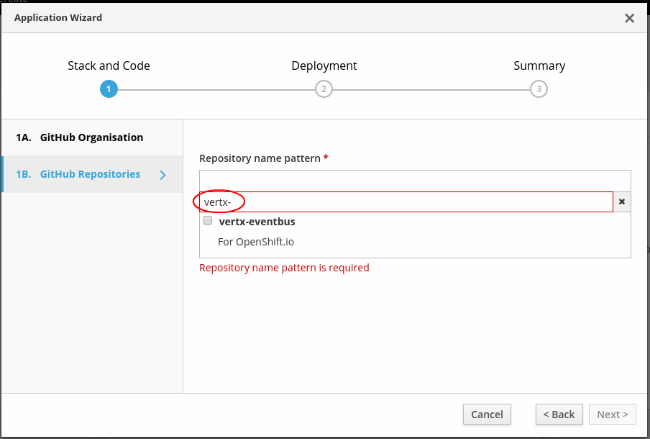 Application Wizard
Stack and Code
Deployment
Summary
1
2
3
1A. GitHub Organisation
1B. GitHub Repositories
Repository name pattern *
vertx-
vertx-eventbus
For OpenShift.io
Repository name pattern is required
Cancel
< Back
Next >